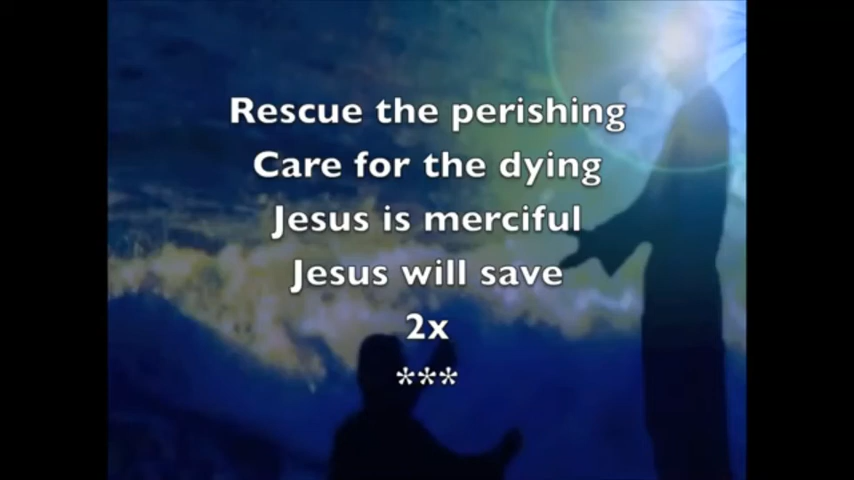 Rescue the perishing
Care for the dying
Jesus is merciful
Jesus will save
2x
***